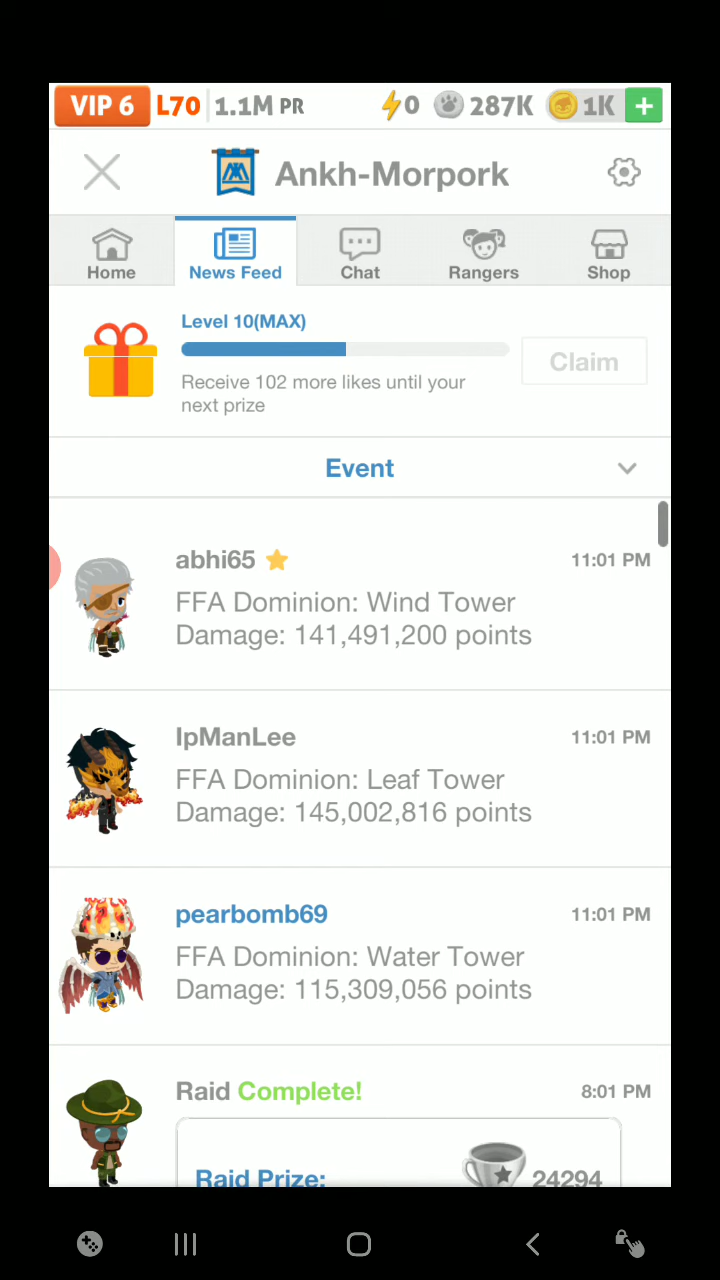 VIP 6 L70 1.1M PR 0 287K 1K +
Ankh-Morpork
Home News Feed Chat Rangers Shop
Level 10(MAX)
Claim
Receive 102 more likes until your
next prize
Event
abhi65 11:01 PM
FFA Dominion: Wind Tower
Damage: 141,491,200 points
IpManLee 11:01 PM
FFA Dominion: Leaf Tower
Damage: 145,002,816 points
pearbomb69 11:01 PM
FFA Dominion: Water Tower
Damage: 115,309,056 points
Raid Complete! 8:01 PM
Raid Prize: 24294